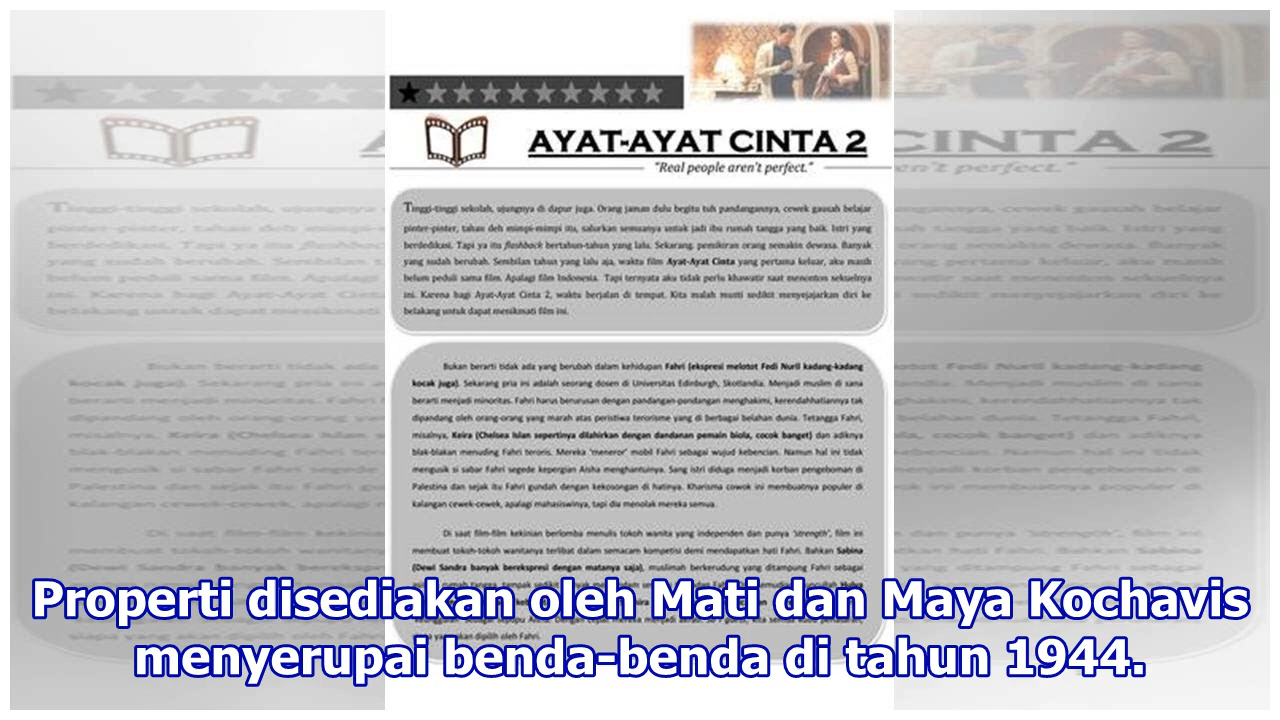 AYAT-AYAT CINTA 2
"Real people aren't perfect."
Tinggi-tinggi sekolah, ujungnya di dapur juga. Orang jaman dulu begitu tuh pandangannya, cewek gausah belajar
pinter-pinter, tahan deh mimpi-mimpi itu, salurkan semuanya untuk jadi ibu rumah tangga yang baik. Istri yang
berdedikasi. Tapi ya itu flashback bertahun-tahun yang lalu. Sekarang, pemikiran orang semakin dewasa. Banyak
yang sudah berubah. Sembilan tahun yang lalu aja, waktu film Ayat-Ayat Cinta yang pertama keluar, aku masih
belum peduli sama film. Apalagi film Indonesia. Tapi ternyata aku tidak perlu khawatir saat menonton sekuelnya
ini. Karena bagi Ayat-Ayat Cinta 2, waktu berjalan di tempat. Kita malah musti sedikit menyejajarkan diri ke
belakang untuk dapat menikmati film ini.
Bukan berarti tidak ada yang berubah dalam kehidupan Fahri (ekspresi melotot Fedi Nuril kadang-kadang
kocak juga). Sekarang pria ini adalah seorang dosen di Universitas Edinburgh, Skotlandia. Menjadi muslim di sana
berarti menjadi minoritas. Fahri harus berurusan dengan pandangan-pandangan menghakimi, kerendahhatiannya tak
dipandang oleh orang-orang yang marah atas peristiwa terorisme yang di berbagai belahan dunia. Tetangga Fahri,
misalnya, Keira (Chelsea Islan sepertinya dilahirkan dengan dandanan pemain biola, cocok banget) dan adiknya
blak-blakan menuding Fahri teroris. Mereka 'meneror' mobil Fahri sebagai wujud kebencian. Namun hal ini tidak
mengusik si sabar Fahri segede kepergian Aisha menghantuinya. Sang istri diduga menjadi korban pengeboman di
Palestina dan sejak itu Fahri gundah dengan kekosongan di hatinya. Kharisma cowok ini membuatnya populer di
kalangan cewek-cewek, apalagi mahasiswinya, tapi dia menolak mereka semua.
Di saat film-film kekinian berlomba menulis tokoh wanita yang independen dan punya 'strength', film ini
membuat tokoh-tokoh wanitanya terlibat dalam semacam kompetisi demi mendapatkan hati Fahri. Bahkan Sabina
(Dewi Sandra banyak berekspresi dengan matanya saja), muslimah berkerudung yang ditampung Fahri sebagai
Properti disediakan oleh Mati dan Maya Kochavis
menyerupai benda-benda di tahun 1944.